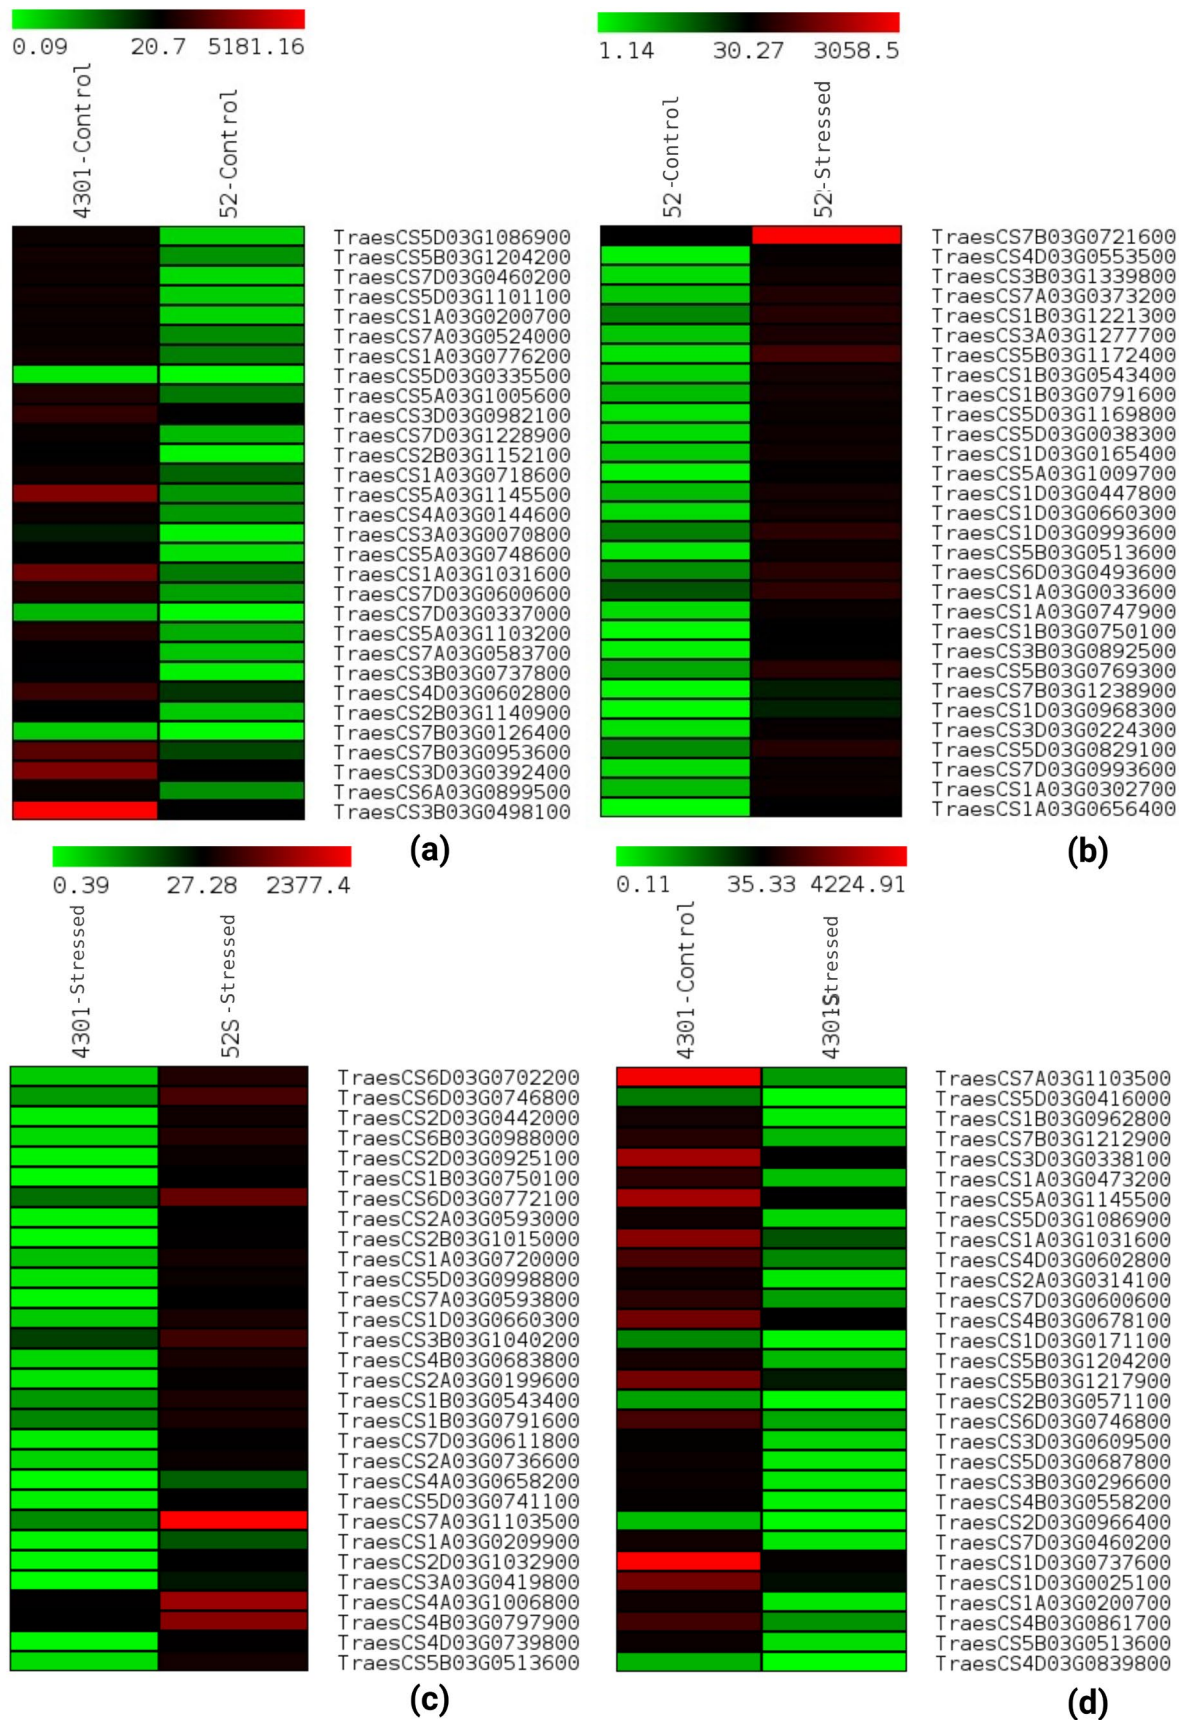 0.09 20.7 5181.16
4301-Control
52-Control
TraesCS5D03G1086900
TraesCS5B03G1204200
TraesCS7D03G0460200
TraesCS5D03G1101100
TraesCS1A03G0200700
TraesCS7A03G0524000
TraesCS1A03G0776200
TraesCS5D03G0335500
TraesCS5A03G1005600
TraesCS3D03G0982100
TraesCS7D03G1228900
TraesCS2B03G1152100
TraesCS1A03G0718600
TraesCS5A03G1145500
TraesCS4A03G0144600
TraesCS3A03G0070800
TraesCS5A03G0748600
TraesCS1A03G1031600
TraesCS7D03G0600600
TraesCS7D03G0337000
TraesCS5A03G1103200
TraesCS7A03G0583700
TraesCS3B03G0737800
TraesCS4D03G0602800
TraesCS2B03G1140900
TraesCS7B03G0126400
TraesCS7B03G0953600
TraesCS3D03G0392400
TraesCS6A03G0899500
TraesCS3B03G0498100
(a)
1.14 30.27 3058.5
52-Control
52-Stressed
TraesCS7B03G0721600
TraesCS4D03G0553500
TraesCS3B03G1339800
TraesCS7A03G0373200
TraesCS1B03G1221300
TraesCS3A03G1277700
TraesCS5B03G1172400
TraesCS1B03G0543400
TraesCS1B03G0791600
TraesCS5D03G1169800
TraesCS5D03G0038300
TraesCS1D03G0165400
TraesCS5A03G1009700
TraesCS1D03G0447800
TraesCS1D03G0660300
TraesCS1D03G0993600
TraesCS5B03G0513600
TraesCS6D03G0493600
TraesCS1A03G0033600
TraesCS1A03G0747900
TraesCS1B03G0750100
TraesCS3B03G0892500
TraesCS5B03G0769300
TraesCS7B03G1238900
TraesCS1D03G0968300
TraesCS3D03G0224300
TraesCS5D03G0829100
TraesCS7D03G0993600
TraesCS1A03G0302700
TraesCS1A03G0656400
(b)
0.39 27.28 2377.4
4301-Stressed
52S-Stressed
TraesCS6D03G0702200
TraesCS6D03G0746800
TraesCS2D03G0442000
TraesCS6B03G0988000
TraesCS2D03G0925100
TraesCS1B03G0750100
TraesCS6D03G0772100
TraesCS2A03G0593000
TraesCS2B03G1015000
TraesCS1A03G0720000
TraesCS5D03G0998800
TraesCS7A03G0593800
TraesCS1D03G0660300
TraesCS3B03G1040200
TraesCS4B03G0683800
TraesCS2A03G0199600
TraesCS1B03G0543400
TraesCS1B03G0791600
TraesCS7D03G0611800
TraesCS2A03G0736600
TraesCS4A03G0658200
TraesCS5D03G0741100
TraesCS7A03G1103500
TraesCS1A03G0209900
TraesCS2D03G1032900
TraesCS3A03G0419800
TraesCS4A03G1006800
TraesCS4B03G0797900
TraesCS4D03G0739800
TraesCS5B03G0513600
(c)
0.11 35.33 4224.91
4301-Control
4301Stressed
TraesCS7A03G1103500
TraesCS5D03G0416000
TraesCS1B03G0962800
TraesCS7B03G1212900
TraesCS3D03G0338100
TraesCS1A03G0473200
TraesCS5A03G1145500
TraesCS5D03G1086900
TraesCS1A03G1031600
TraesCS4D03G0602800
TraesCS2A03G0314100
TraesCS7D03G0600600
TraesCS4B03G0678100
TraesCS1D03G0171100
TraesCS5B03G1204200
TraesCS5B03G1217900
TraesCS2B03G0571100
TraesCS6D03G0746800
TraesCS3D03G0609500
TraesCS5D03G0687800
TraesCS3B03G0296600
TraesCS4B03G0558200
TraesCS2D03G0966400
TraesCS7D03G0460200
TraesCS1D03G0737600
TraesCS1D03G0025100
TraesCS1A03G0200700
TraesCS4B03G0861700
TraesCS5B03G0513600
TraesCS4D03G0839800
(d)